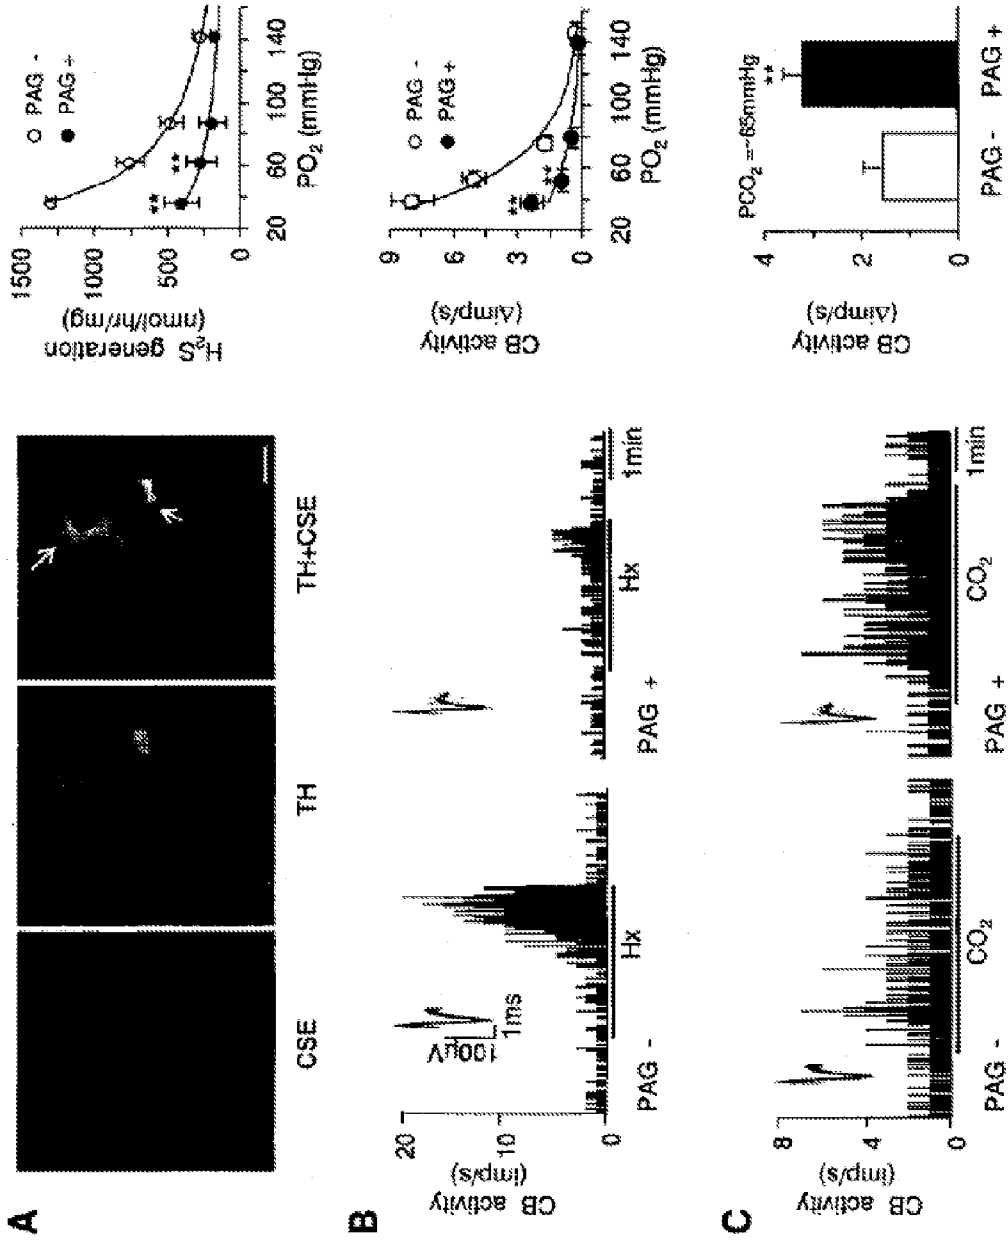 A
CSE
TH
TH+CSE
H₂S generation
(nmol/hr/mg)
1500
1000
500
0
20
60
100
140
PO₂ (mmHg)
PAG -
PAG +
**
**
B
CB activity
(imp/s)
20
10
0
100µV
1ms
PAG -
Hx
PAG +
Hx
1min
CB activity
(Δimp/s)
9
6
3
0
20
60
100
140
PO₂ (mmHg)
PAG -
PAG +
**
**
C
CB activity
(imp/s)
8
4
0
PAG -
CO₂
PAG +
CO₂
1min
CB activity
(Δimp/s)
4
2
0
PCO₂ =~65mmHg
**
PAG -
PAG +